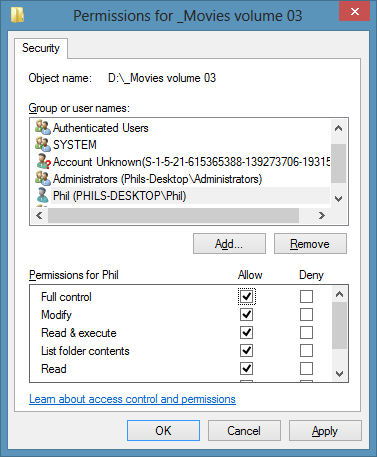 Permissions for _Movies volume 03
Security
Object name: D:\_Movies volume 03
Group or user names:
Authenticated Users
SYSTEM
Account Unknown(S-1-5-21-615365388-139273706-19315
Administrators (Phils-Desktop\Administrators)
Phil (PHILS-DESKTOP\Phil)
Add...
Remove
Permissions for Phil Allow Deny
Full control
Modify
Read & execute
List folder contents
Read
Learn about access control and permissions
OK
Cancel
Apply